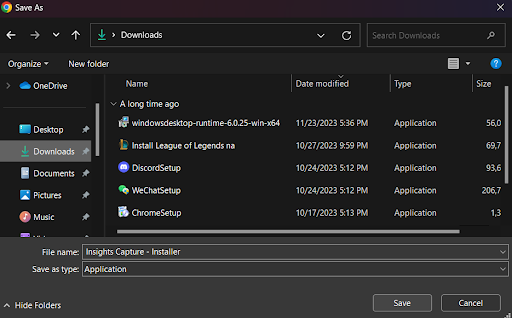 Save As
Downloads
Search Downloads
Organize
New folder
OneDrive
Desktop
Downloads
Documents
Pictures
Music
Name Date modified Type Size
A long time ago
windowsdesktop-runtime-6.0.25-win-x64 11/23/2023 5:36 PM Application 56,0
Install League of Legends na 10/27/2023 9:59 PM Application 69,7
DiscordSetup 10/24/2023 5:12 PM Application 93,6
WeChatSetup 10/24/2023 5:12 PM Application 206,7
ChromeSetup 10/17/2023 5:13 PM Application 1,3
File name: Insights Capture - Installer
Save as type: Application
Hide Folders
Save
Cancel